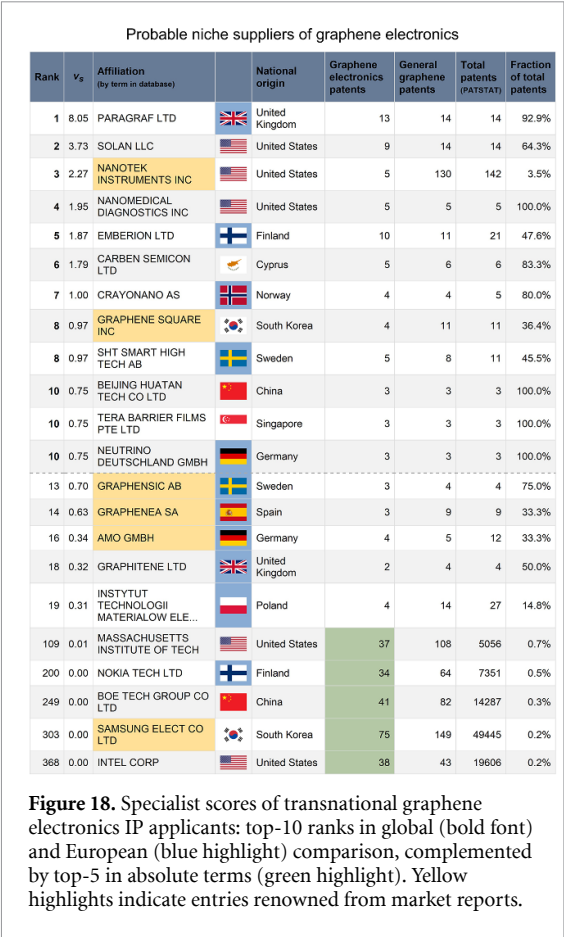 Probable niche suppliers of graphene electronics
Rank vₛ Affiliation (by term in database) National origin Graphene electronics patents General graphene patents Total patents (PATSTAT) Fraction of total patents
1 8.05 PARAGRAF LTD United Kingdom 13 14 14 92.9%
2 3.73 SOLAN LLC United States 9 14 14 64.3%
3 2.27 NANOTEK INSTRUMENTS INC United States 5 130 142 3.5%
4 1.95 NANOMEDICAL DIAGNOSTICS INC United States 5 5 5 100.0%
5 1.87 EMBERION LTD Finland 10 11 21 47.6%
6 1.79 CARBEN SEMICON LTD Cyprus 5 6 6 83.3%
7 1.00 CRAYONANO AS Norway 4 4 5 80.0%
8 0.97 GRAPHENE SQUARE INC South Korea 4 11 11 36.4%
8 0.97 SHT SMART HIGH TECH AB Sweden 5 8 11 45.5%
10 0.75 BEIJING HUATAN TECH CO LTD China 3 3 3 100.0%
10 0.75 TERA BARRIER FILMS PTE LTD Singapore 3 3 3 100.0%
10 0.75 NEUTRINO DEUTSCHLAND GMBH Germany 3 3 3 100.0%
13 0.70 GRAPHENSIC AB Sweden 3 4 4 75.0%
14 0.63 GRAPHENEA SA Spain 3 9 9 33.3%
16 0.34 AMO GMBH Germany 4 5 12 33.3%
18 0.32 GRAPHITENE LTD United Kingdom 2 4 4 50.0%
19 0.31 INSTYTUT TECHNOLOGII MATERIALOW ELE... Poland 4 14 27 14.8%
109 0.01 MASSACHUSETTS INSTITUTE OF TECH United States 37 108 5056 0.7%
200 0.00 NOKIA TECH LTD Finland 34 64 7351 0.5%
249 0.00 BOE TECH GROUP CO LTD China 41 82 14287 0.3%
303 0.00 SAMSUNG ELECT CO LTD South Korea 75 149 49445 0.2%
368 0.00 INTEL CORP United States 38 43 19606 0.2%
Figure 18. Specialist scores of transnational graphene
electronics IP applicants: top-10 ranks in global (bold font)
and European (blue highlight) comparison, complemented
by top-5 in absolute terms (green highlight). Yellow
highlights indicate entries renowned from market reports.